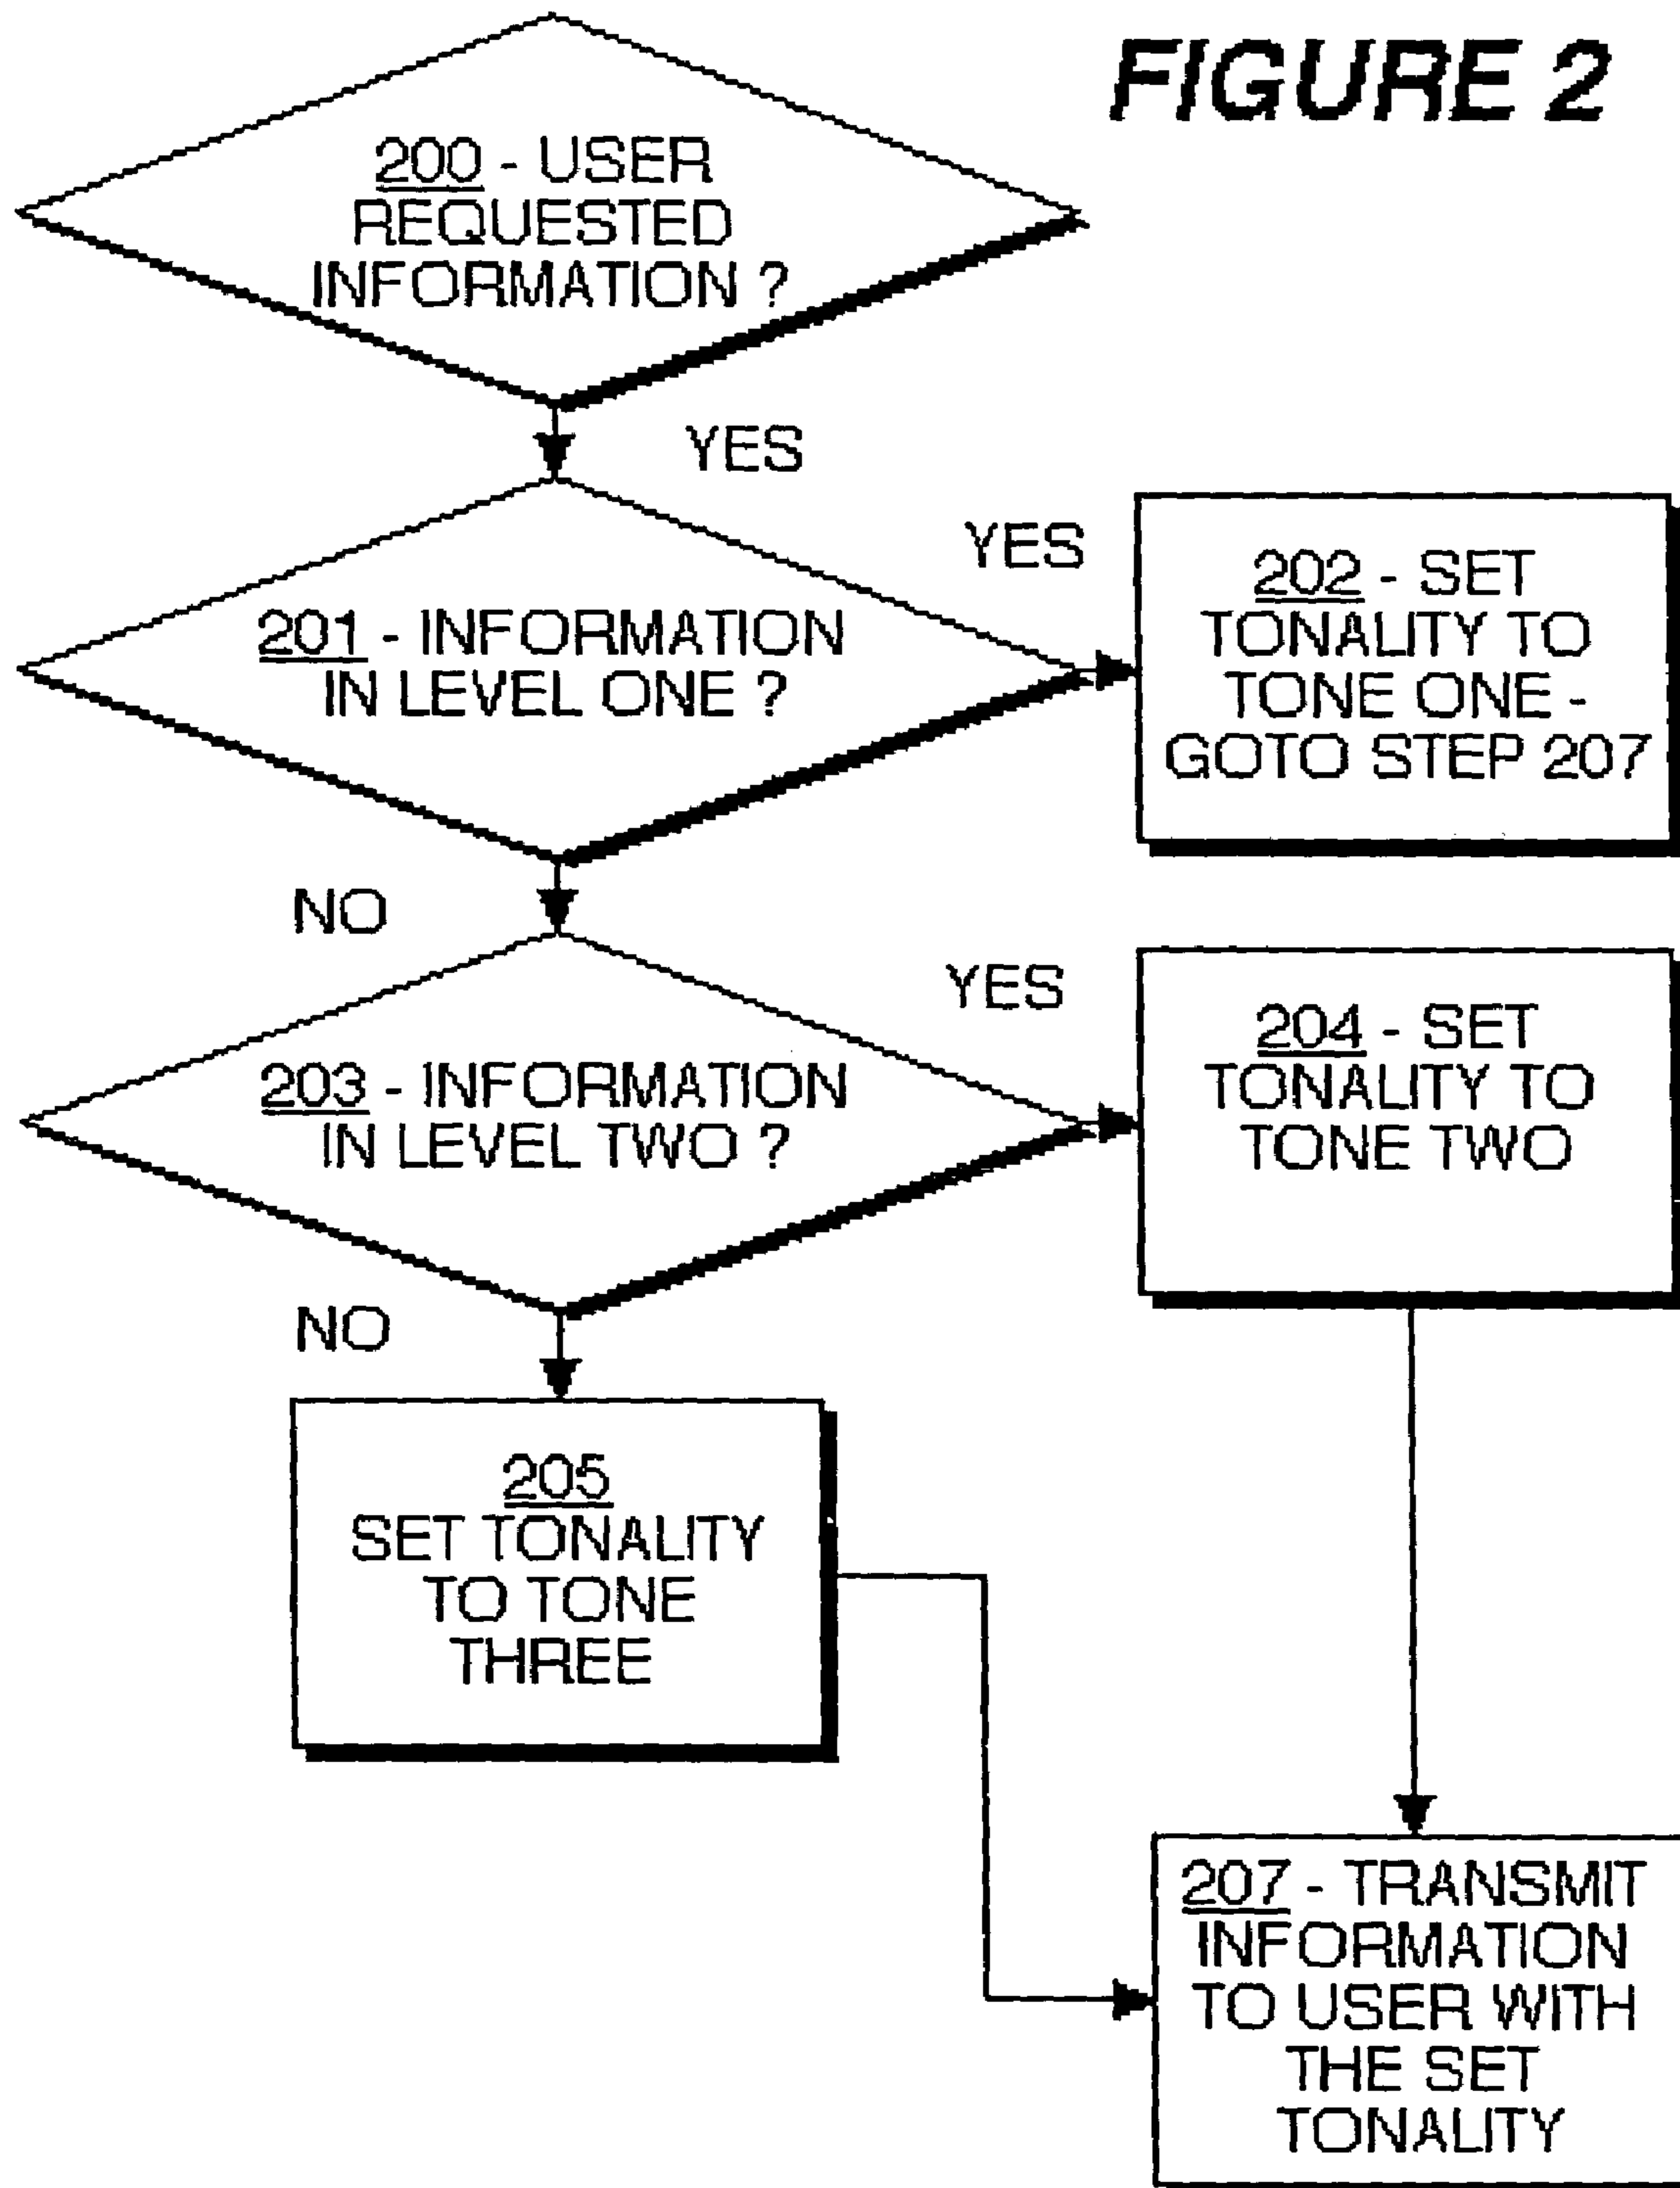 FIGURE 2
200 - USER
REQUESTED
INFORMATION ?
YES
201 - INFORMATION
IN LEVEL ONE ?
YES
202 - SET
TONALITY TO
TONE ONE -
GOTO STEP 207
NO
203 - INFORMATION
IN LEVEL TWO ?
YES
204 - SET
TONALITY TO
TONE TWO
NO
205
SET TONALITY
TO TONE
THREE
207 - TRANSMIT
INFORMATION
TO USER WITH
THE SET
TONALITY